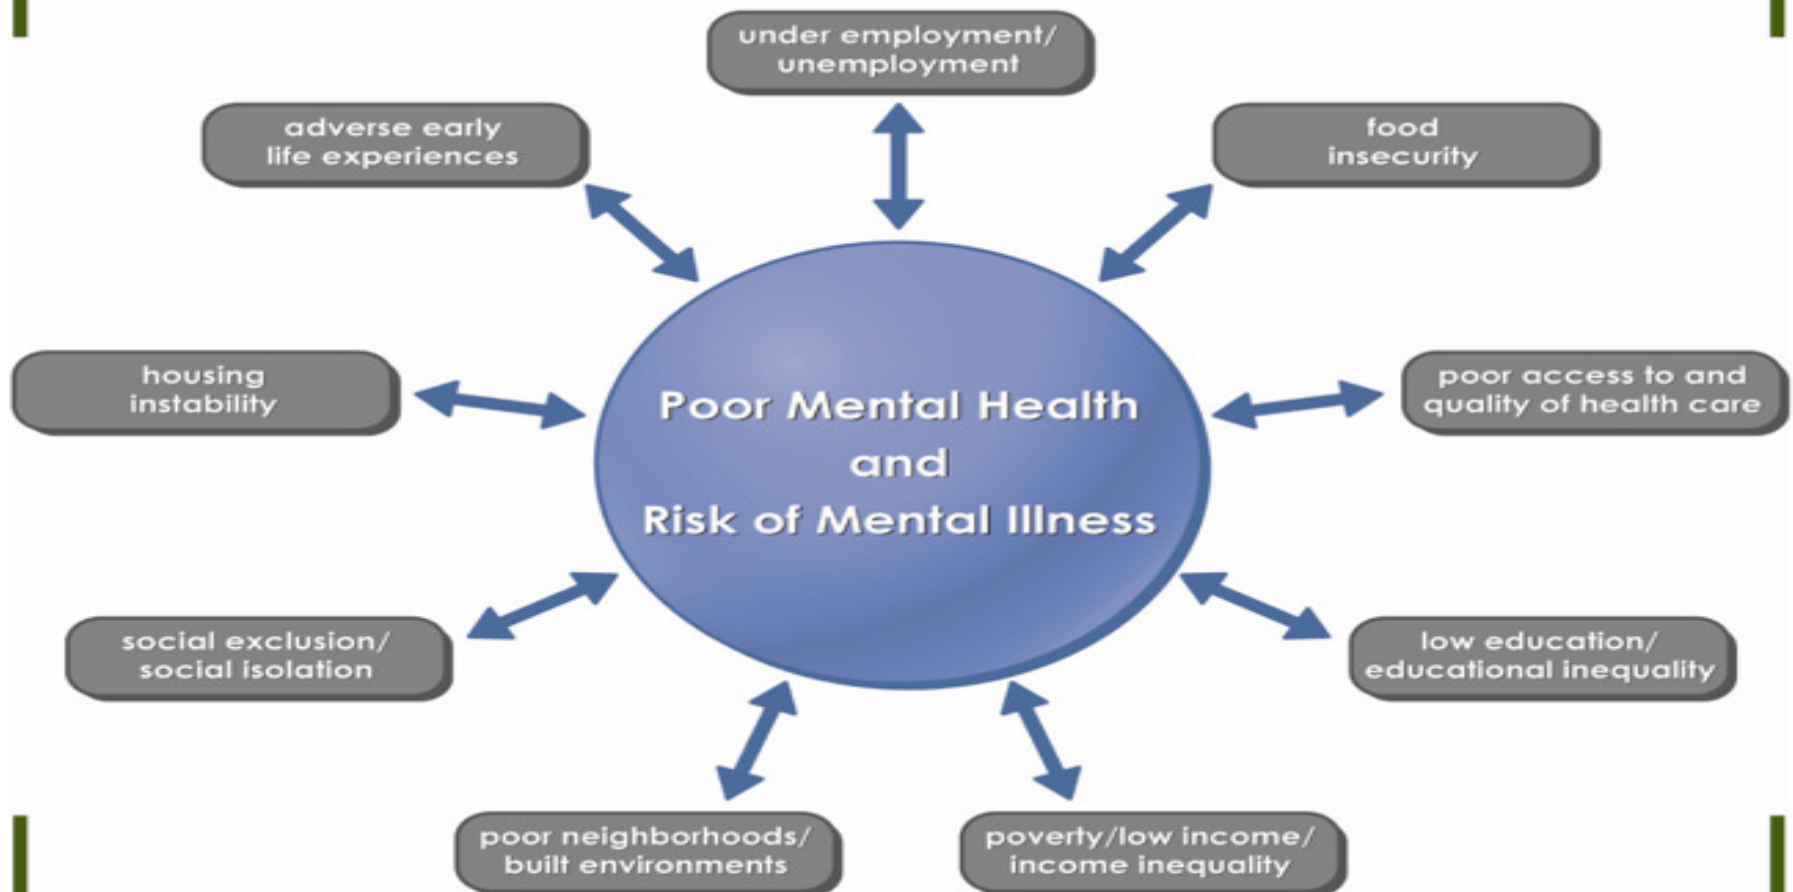 under employment/
unemployment
adverse early
life experiences
food
insecurity
housing
instability
poor access to and
quality of health care
Poor Mental Health
and
Risk of Mental Illness
social exclusion/
social isolation
low education/
educational inequality
poor neighborhoods/
built environments
poverty/low income/
income inequality